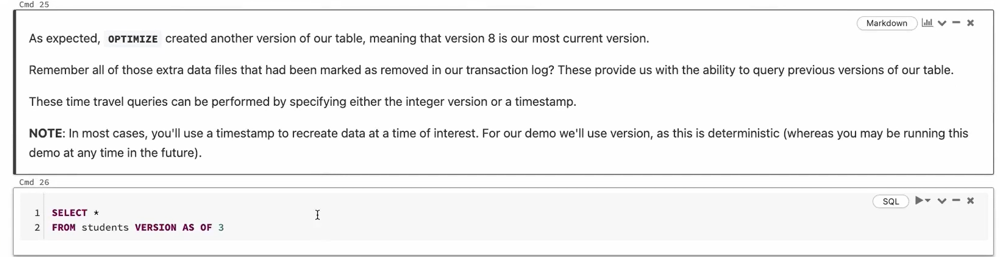 Cmd 25
Markdown
As expected, OPTIMIZE created another version of our table, meaning that version 8 is our most current version.
Remember all of those extra data files that had been marked as removed in our transaction log? These provide us with the ability to query previous versions of our table.
These time travel queries can be performed by specifying either the integer version or a timestamp.
NOTE: In most cases, you'll use a timestamp to recreate data at a time of interest. For our demo we'll use version, as this is deterministic (whereas you may be running this
demo at any time in the future).
Cmd 26
SQL
1 SELECT *
2 FROM students VERSION AS OF 3